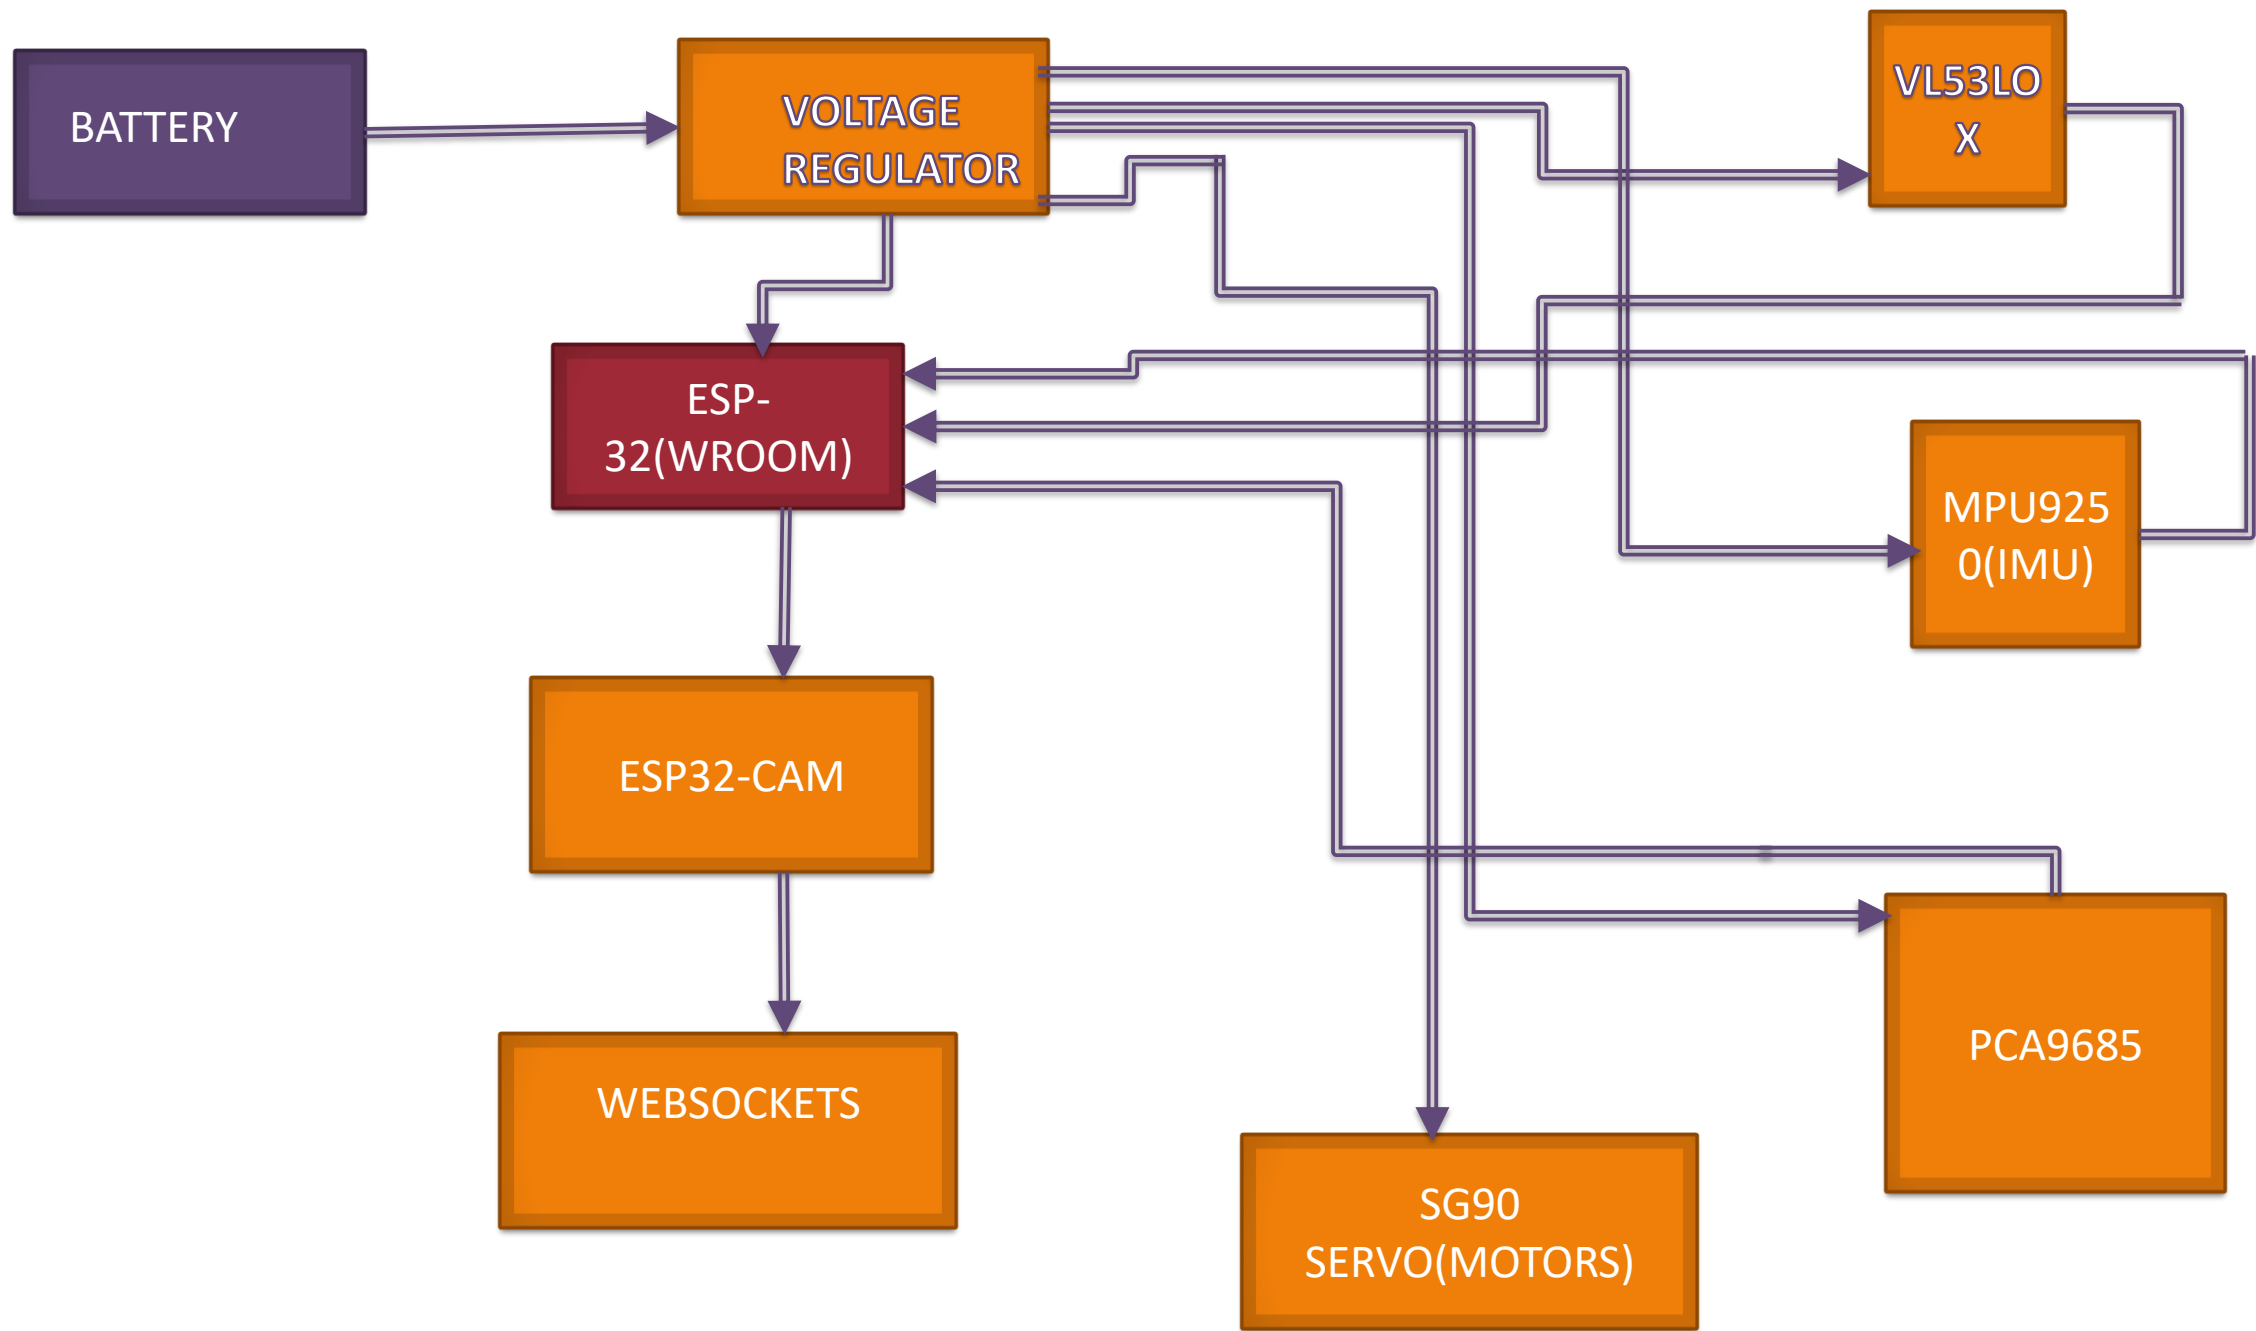 BATTERY
VOLTAGE
REGULATOR
VL53LO
X
ESP-
32(WROOM)
MPU925
0(IMU)
ESP32-CAM
PCA9685
WEBSOCKETS
SG90
SERVO(MOTORS)